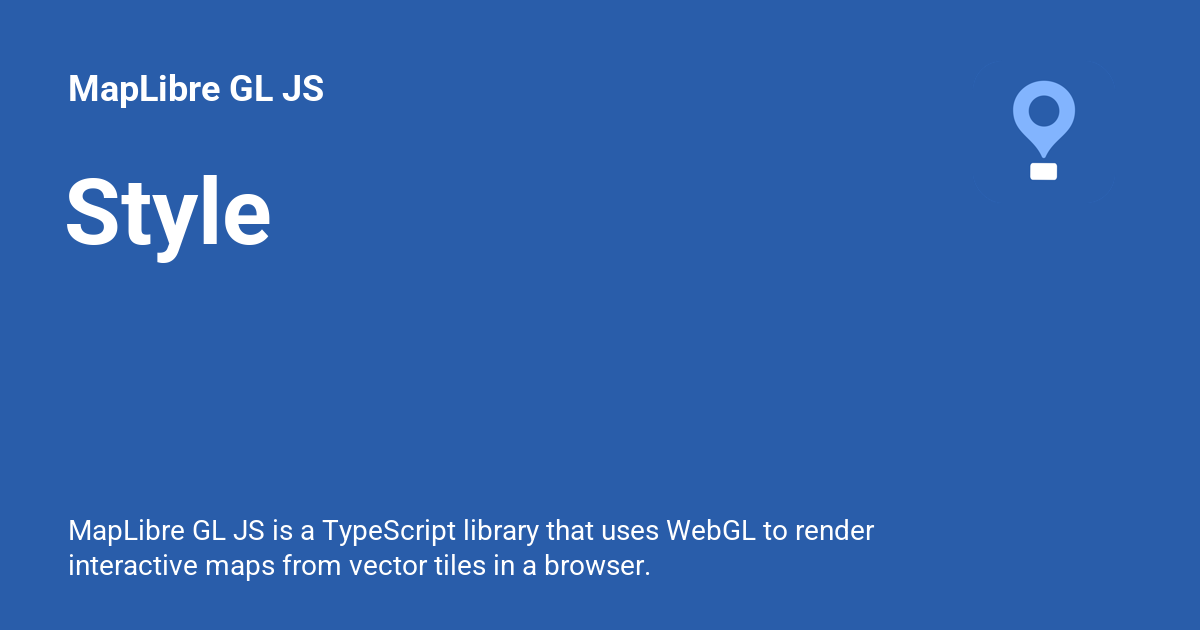 MapLibre GL JS
Style
MapLibre GL JS is a TypeScript library that uses WebGL to render
interactive maps from vector tiles in a browser.